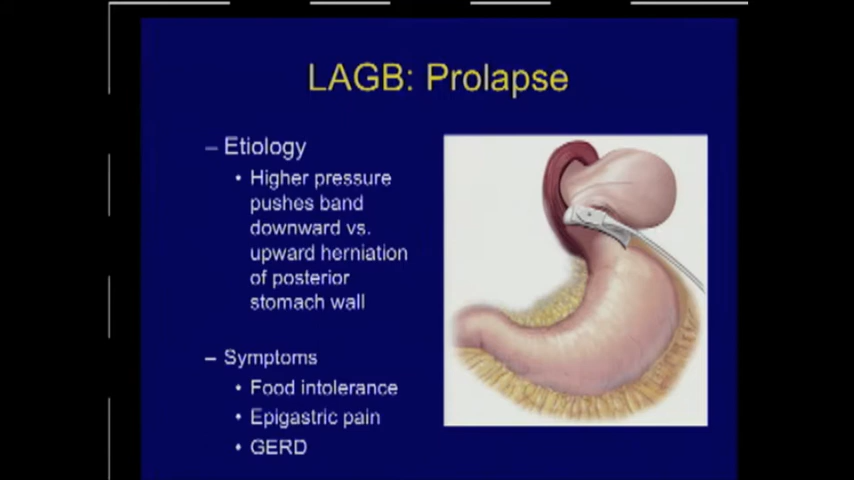 LAGB: Prolapse
– Etiology
• Higher pressure
pushes band
downward vs.
upward herniation
of posterior
stomach wall
– Symptoms
• Food intolerance
• Epigastric pain
• GERD